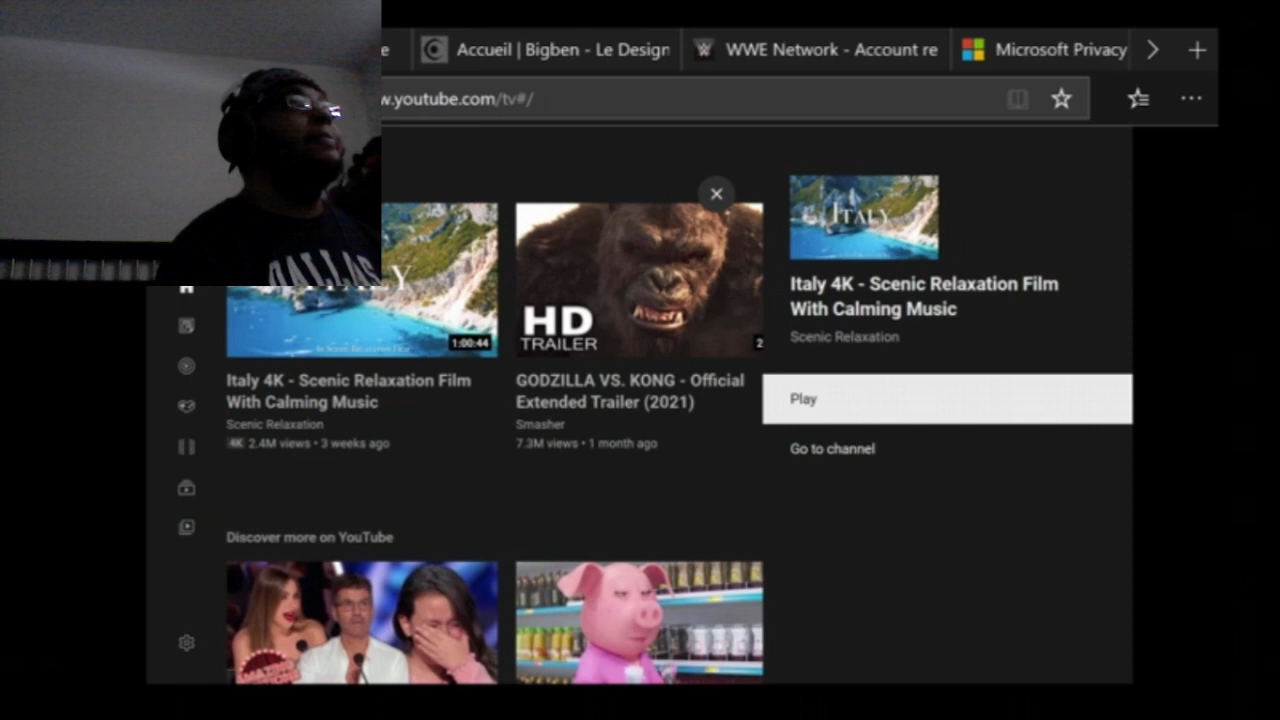 e
Accueil | Bigben - Le Design
WWE Network - Account re
Microsoft Privacy
w.youtube.com/tv#/
DALLAS
ITALY
Italy 4K - Scenic Relaxation Film
With Calming Music
Scenic Relaxation
1:00:44
HD
TRAILER
2
Italy 4K - Scenic Relaxation Film
With Calming Music
Scenic Relaxation
4K 2.4M views • 3 weeks ago
GODZILLA VS. KONG - Official
Extended Trailer (2021)
Smasher
7.3M views • 1 month ago
Play
Go to channel
Discover more on YouTube